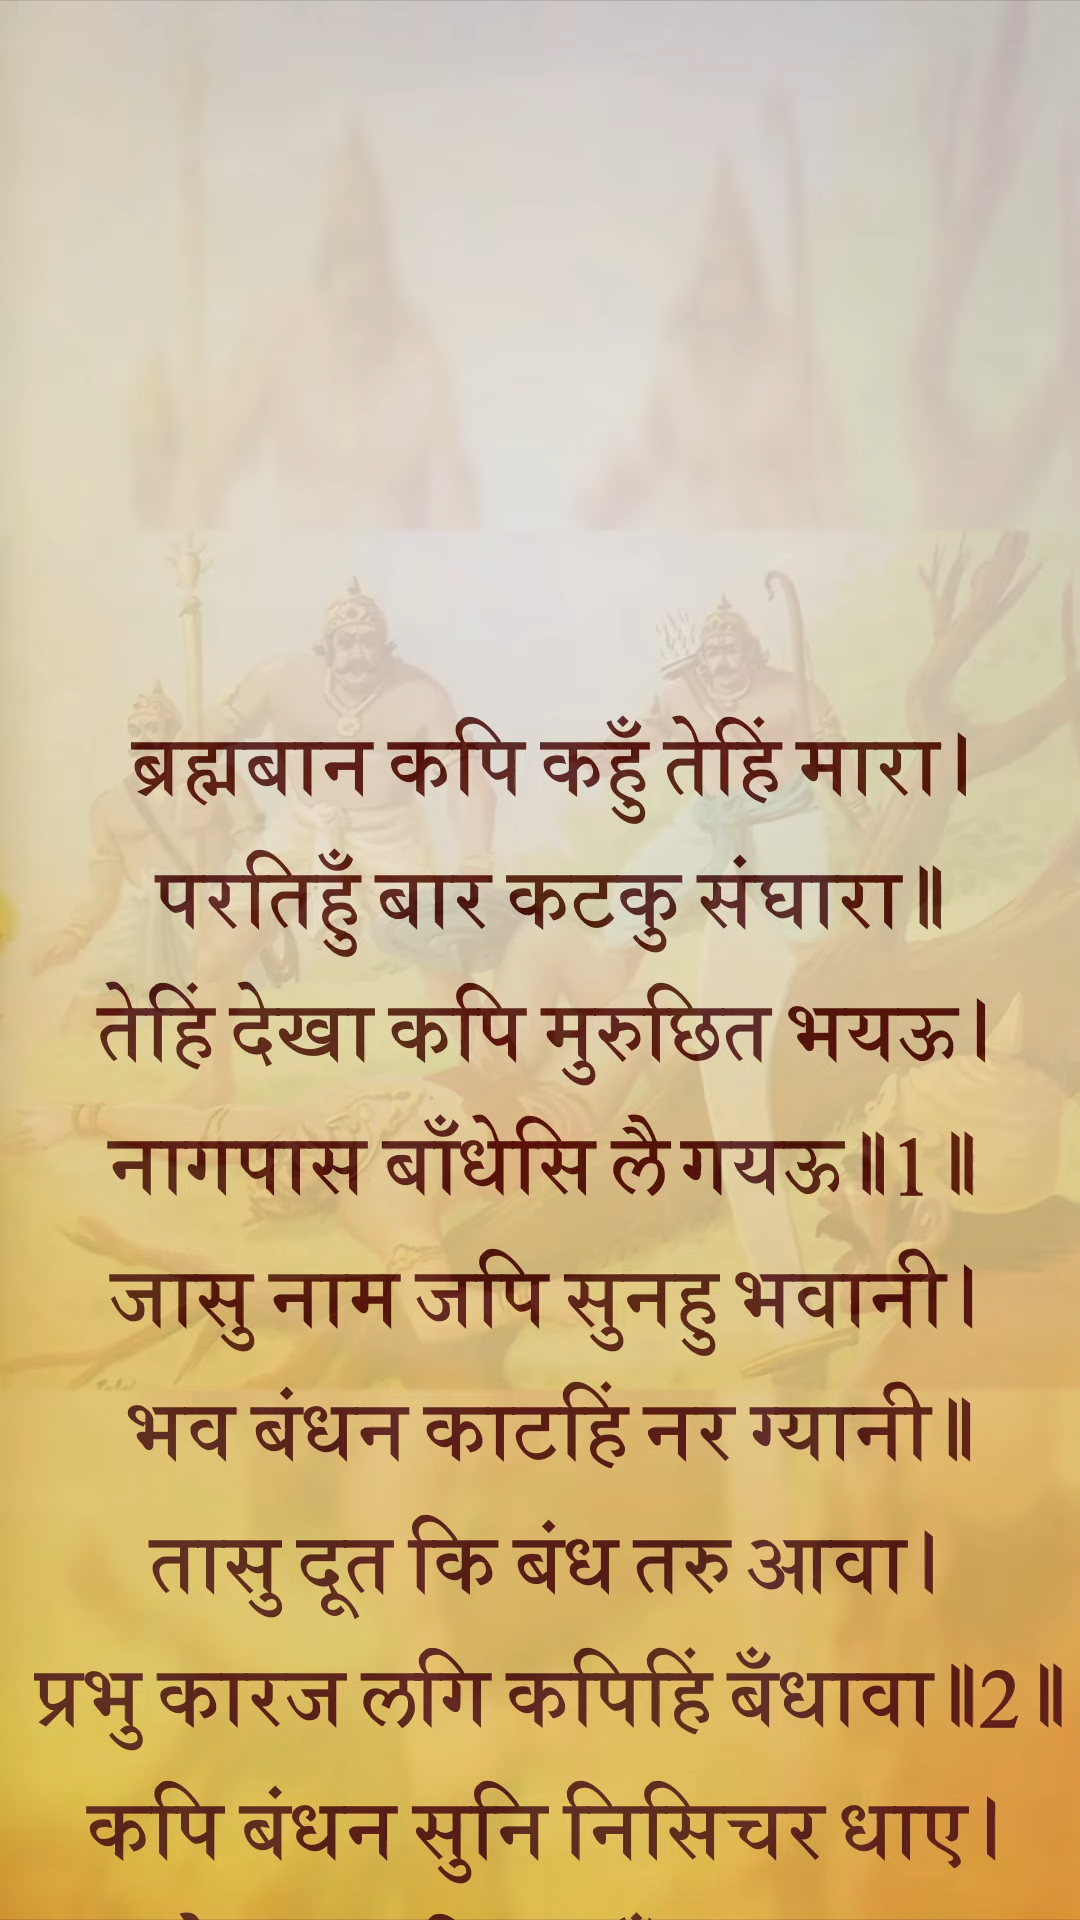 ब्रह्मबान कपि कहुँ तेहिं मारा।
परतिहुँ बार कटकु संघारा॥
तेहिं देखा कपि मुरुछित भयऊ।
नागपास बाँधेसि लै गयऊ॥1॥
जासु नाम जपि सुनहु भवानी।
भव बंधन काटहिं नर ग्यानी॥
तासु दूत कि बंध तरु आवा।
प्रभु कारज लगि कपिहिं बँधावा॥2॥
कपि बंधन सुनि निसिचर धाए।